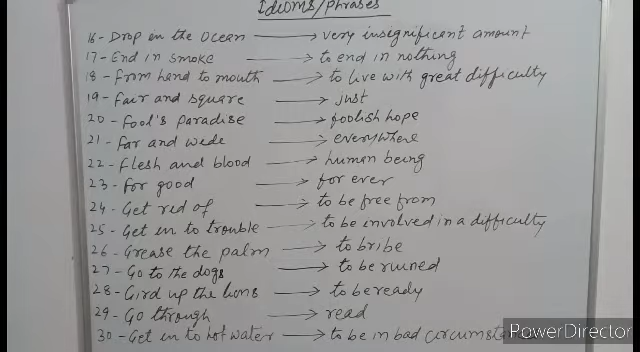 Idioms/Phrases
16- Drop in the ocean → very insignificant amount
17- End in smoke → to end in nothing
18- From hand to mouth → to live with great difficulty
19- Fair and square → just
20- Fool's paradise → foolish hope
21- Far and wide → everywhere
22- Flesh and blood → human being
23- For good → for ever
24- Get rid of → to be free from
25- Get in to trouble → to be involved in a difficulty
26- Grease the palm → to bribe
27- Go to the dogs → to be ruined
28- Gird up the lions → to be ready
29- Go through → read
30- Get in to hot water → to be in bad circumsta
PowerDirector